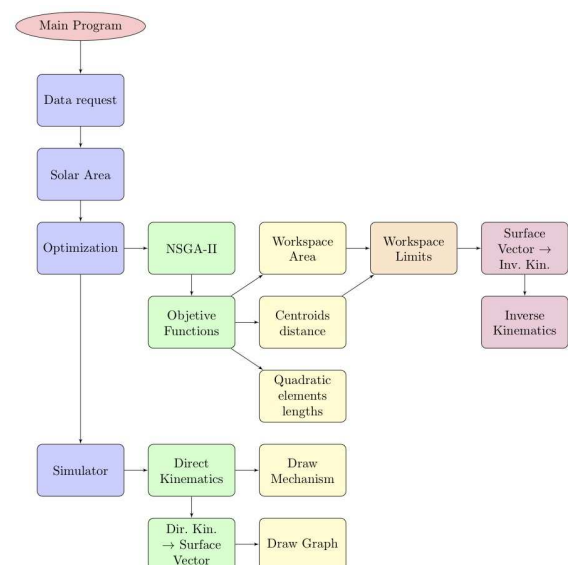 Main Program
Data request
Solar Area
Optimization
NSGA-II
Workspace
Area
Workspace
Limits
Surface
Vector →
Inv. Kin.
Objetive
Functions
Centroids
distance
Inverse
Kinematics
Quadratic
elements
lengths
Simulator
Direct
Kinematics
Draw
Mechanism
Dir. Kin.
→ Surface
Vector
Draw Graph